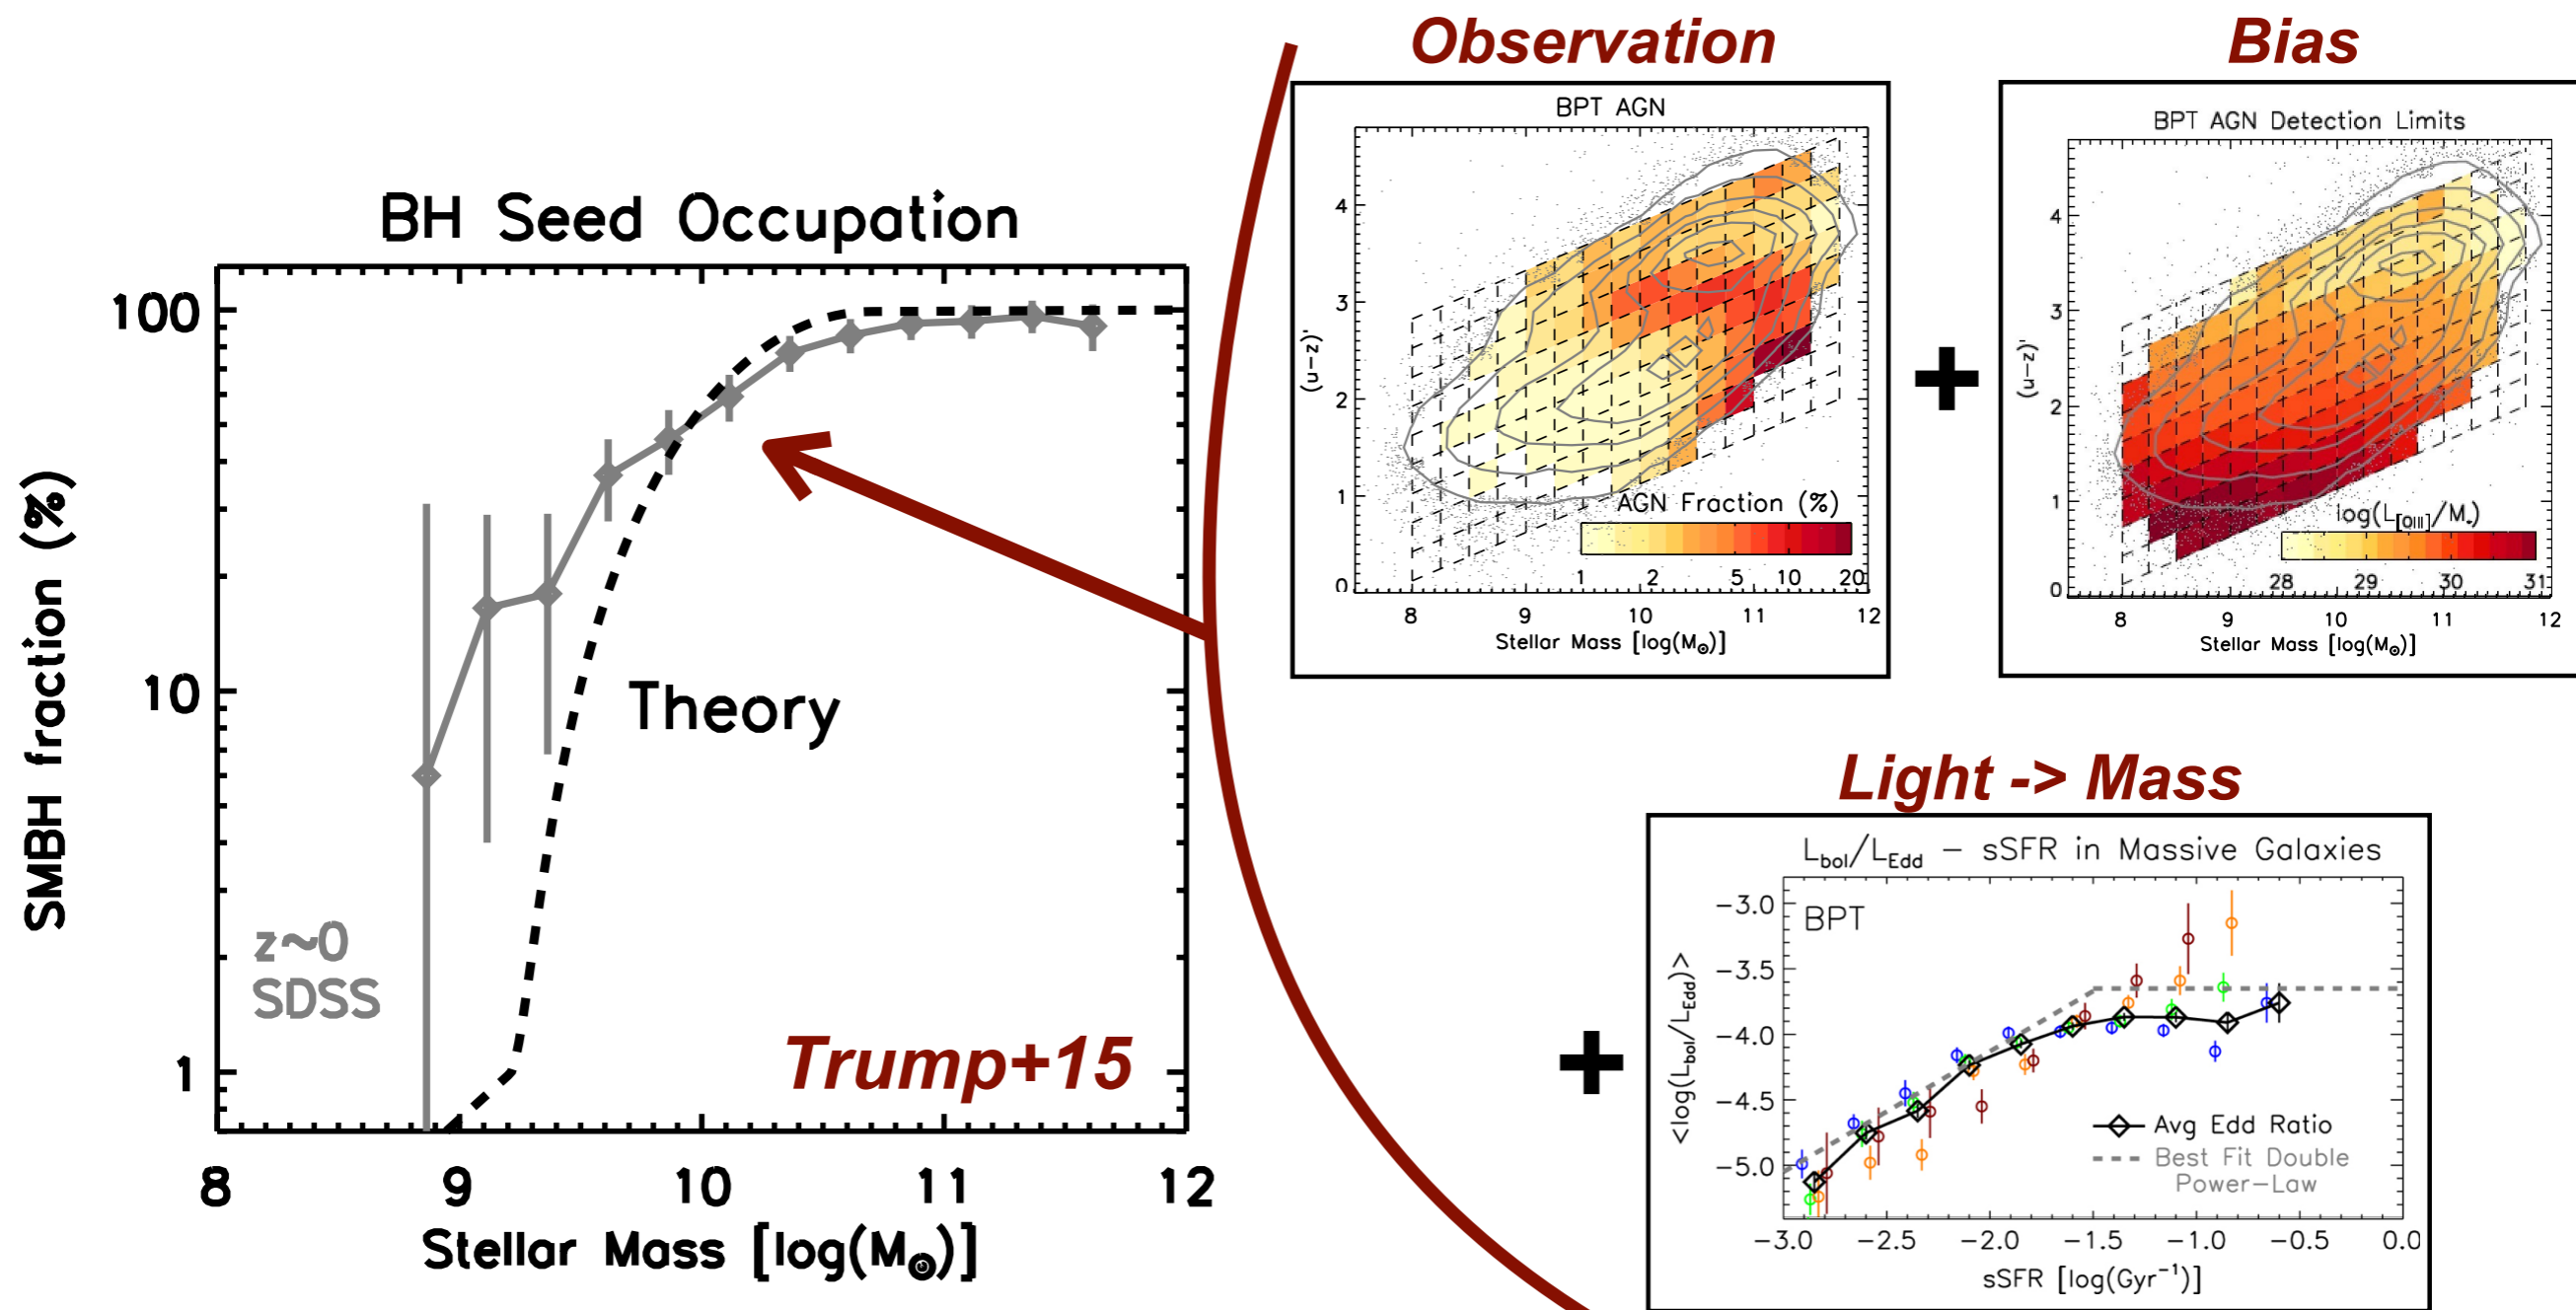 Observation
Bias
BPT AGN
BPT AGN Detection Limits
BH Seed Occupation
SMBH fraction (%)
100
10
1
Theory
z~0
SDSS
Trump+15
8 9 10 11 12
Stellar Mass [log(M⊙)]
(u−z)'
4
3
2
1
0
AGN Fraction (%)
1 2 5 10 20
8 9 10 11 12
Stellar Mass [log(M⊙)]
+
(u−z)'
4
3
2
1
0
log(L[OIII]/M*)
28 29 30 31
8 9 10 11 12
Stellar Mass [log(M⊙)]
+
Light -> Mass
Lbol/LEdd − sSFR in Massive Galaxies
BPT
<log(Lbol/LEdd)>
−3.0
−3.5
−4.0
−4.5
−5.0
Avg Edd Ratio
Best Fit Double
Power−Law
−3.0 −2.5 −2.0 −1.5 −1.0 −0.5 0.0
sSFR [log(Gyr⁻¹)]